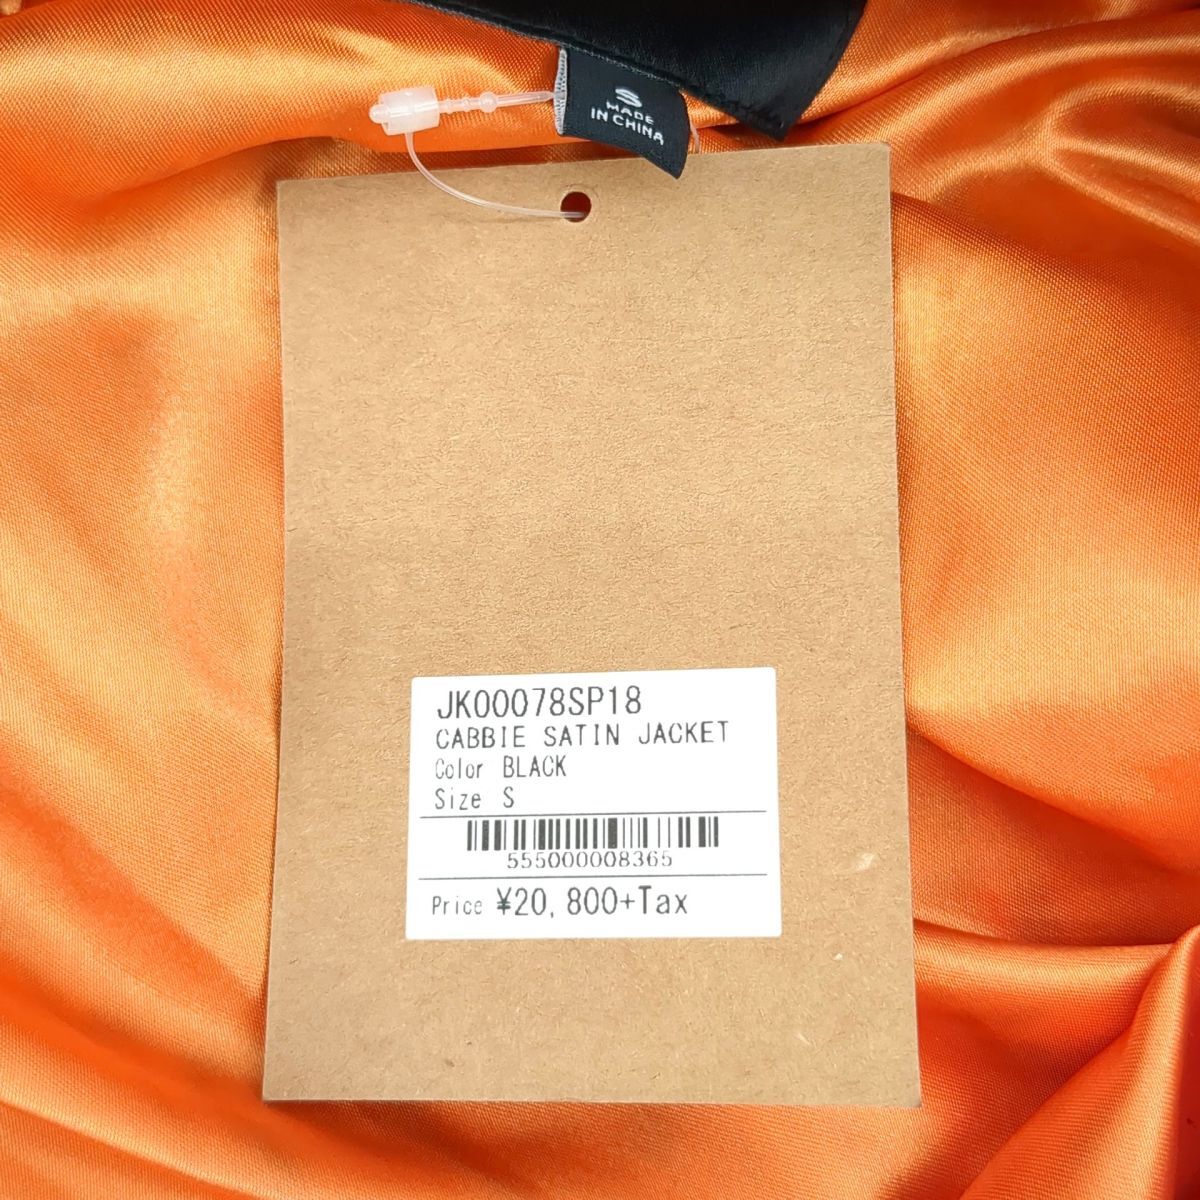 S
MADE
IN CHINA
JK00078SP18
CABBIE SATIN JACKET
Color BLACK
Size S
555000008365
Price ¥20,800+Tax